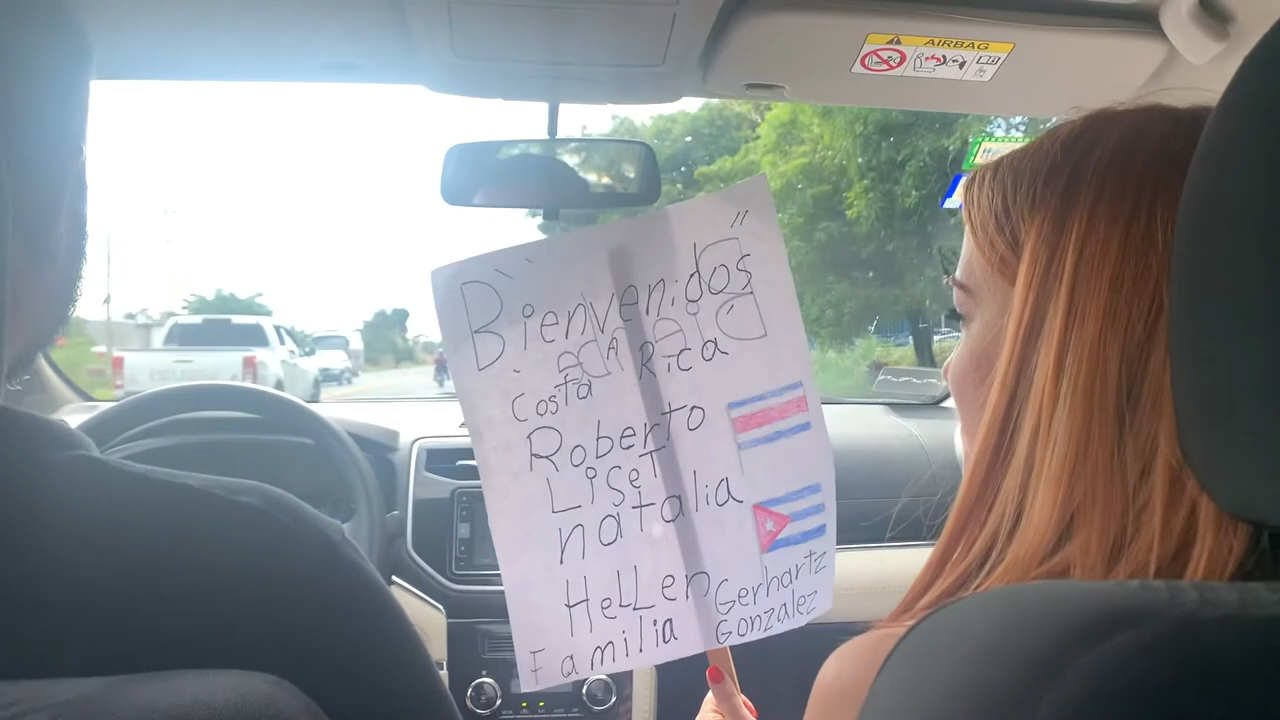 AIRBAG
Bienvenidos
Costa Rica
Roberto
LiseT
natalia
HeLLen
Familia
Gerhartz
Gonzalez